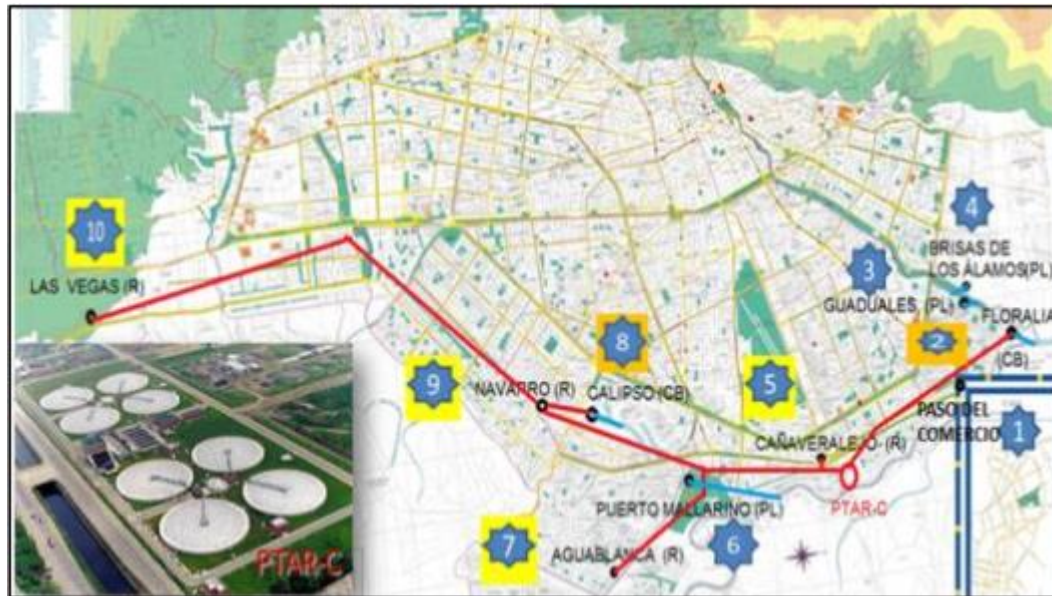 10
LAS VEGAS (R)
4
BRISAS DE
LOS ÁLAMOS(PL)
3
GUADUALES (PL)
FLORALIA
(CB)
2
8
5
9
NAVARRO (R)
CALIPSO (CB)
PASO DEL
COMERCIO
1
CAÑAVERALEJO (R)
PUERTO MALLARINO (PL)
PTAR-C
6
7
AGUABLANCA (R)
PTAR-C